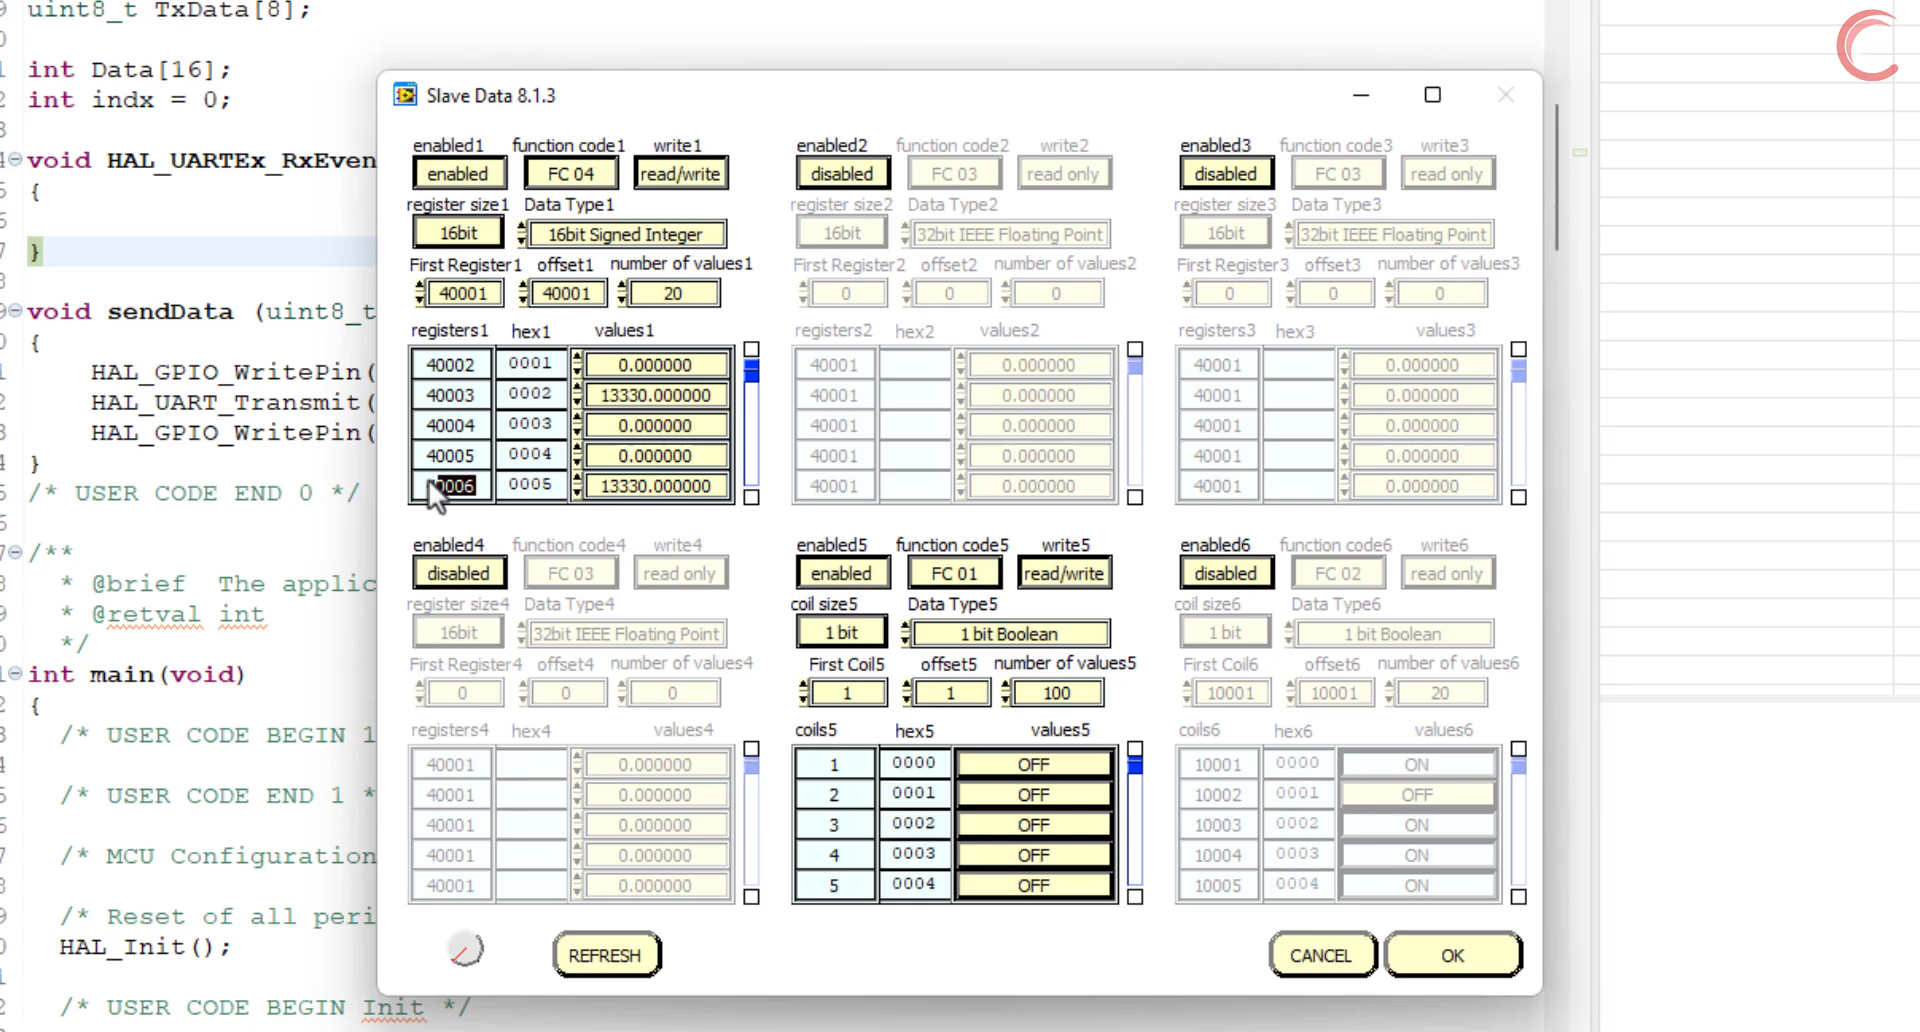 uint8_t TxData[8];
int Data[16];
int indx = 0;
void HAL_UARTEx_RxEven
{
}
void sendData (uint8_t
{
HAL_GPIO_WritePin(
HAL_UART_Transmit(
HAL_GPIO_WritePin(
}
/* USER CODE END 0 */
/**
* @brief The applic
* @retval int
*/
int main(void)
{
/* USER CODE BEGIN 1
/* USER CODE END 1 *
/* MCU Configuration
/* Reset of all peri
HAL_Init();
/* USER CODE BEGIN Init */
Slave Data 8.1.3
enabled1 function code1 write1
enabled FC 04 read/write
register size1 Data Type1
16bit 16bit Signed Integer
First Register1 offset1 number of values1
40001 40001 20
registers1 hex1 values1
40002 0001 0.000000
40003 0002 13330.000000
40004 0003 0.000000
40005 0004 0.000000
0006 0005 13330.000000
enabled2 function code2 write2
disabled FC 03 read only
register size2 Data Type2
16bit 32bit IEEE Floating Point
First Register2 offset2 number of values2
0 0 0
registers2 hex2 values2
40001 0.000000
40001 0.000000
40001 0.000000
40001 0.000000
40001 0.000000
enabled3 function code3 write3
disabled FC 03 read only
register size3 Data Type3
16bit 32bit IEEE Floating Point
First Register3 offset3 number of values3
0 0 0
registers3 hex3 values3
40001 0.000000
40001 0.000000
40001 0.000000
40001 0.000000
40001 0.000000
enabled4 function code4 write4
disabled FC 03 read only
register size4 Data Type4
16bit 32bit IEEE Floating Point
First Register4 offset4 number of values4
0 0 0
registers4 hex4 values4
40001 0.000000
40001 0.000000
40001 0.000000
40001 0.000000
40001 0.000000
enabled5 function code5 write5
enabled FC 01 read/write
coil size5 Data Type5
1 bit 1 bit Boolean
First Coil5 offset5 number of values5
1 1 100
coils5 hex5 values5
1 0000 OFF
2 0001 OFF
3 0002 OFF
4 0003 OFF
5 0004 OFF
enabled6 function code6 write6
disabled FC 02 read only
coil size6 Data Type6
1 bit 1 bit Boolean
First Coil6 offset6 number of values6
10001 10001 20
coils6 hex6 values6
10001 0000 ON
10002 0001 OFF
10003 0002 ON
10004 0003 ON
10005 0004 ON
REFRESH CANCEL OK